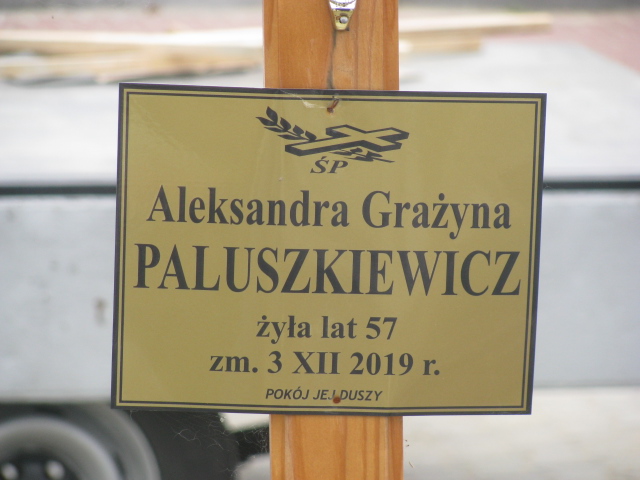 ŚP
Aleksandra Grażyna
PALUSZKIEWICZ
żyła lat 57
zm. 3 XII 2019 r.
POKÓJ JEJ DUSZY